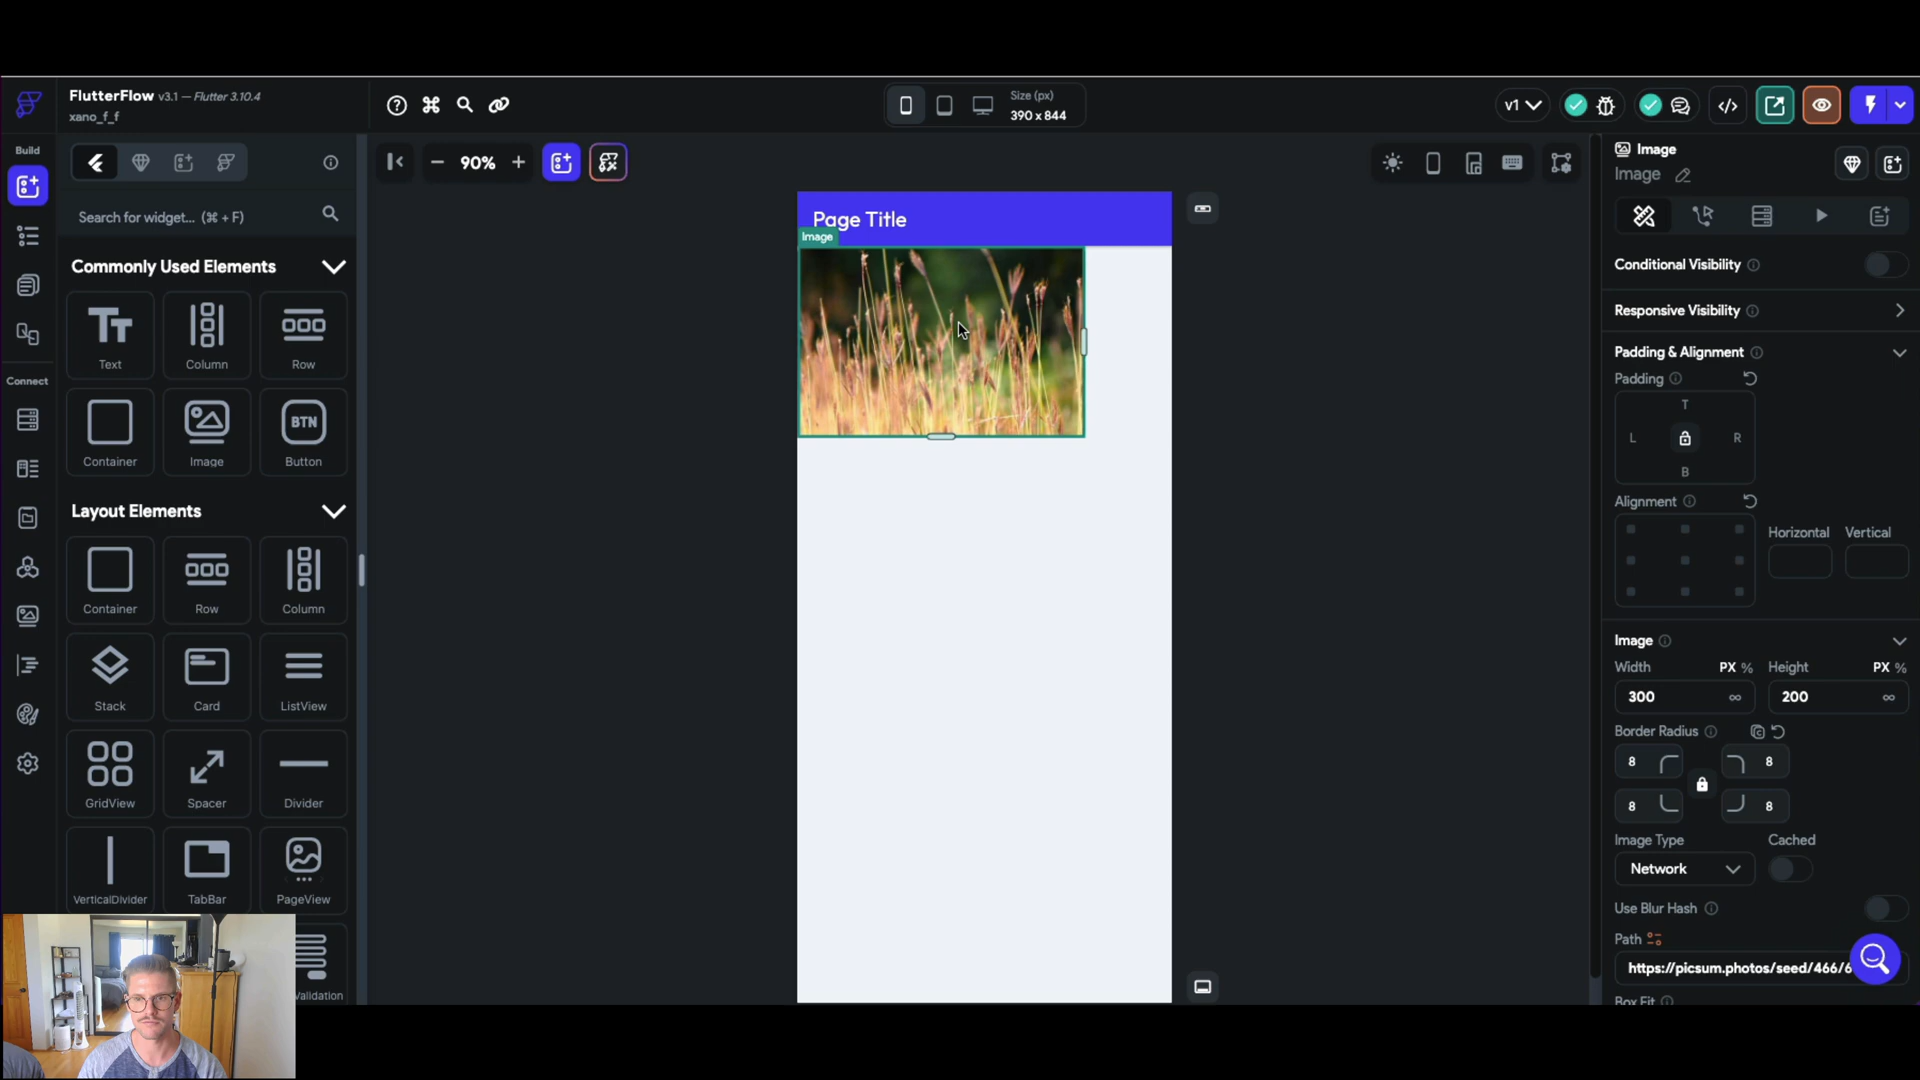 FlutterFlow v3.1 — Flutter 3.10.4
xano_f_f
Size (px)
390 x 844
v1
Build
Search for widget... (⌘ + F)
90%
Commonly Used Elements
Text
Column
Row
Container
Image
BTN
Button
Layout Elements
Container
Row
Column
Stack
Card
ListView
GridView
Spacer
Divider
VerticalDivider
TabBar
PageView
Validation
Connect
Page Title
Image
Image
Image
Conditional Visibility
Responsive Visibility
Padding & Alignment
Padding
T
L
R
B
Alignment
Horizontal
Vertical
Image
Width
PX %
Height
PX %
300 ∞
200 ∞
Border Radius
8
8
8
8
Image Type
Cached
Network
Use Blur Hash
Path
https://picsum.photos/seed/466/6
Box Fit